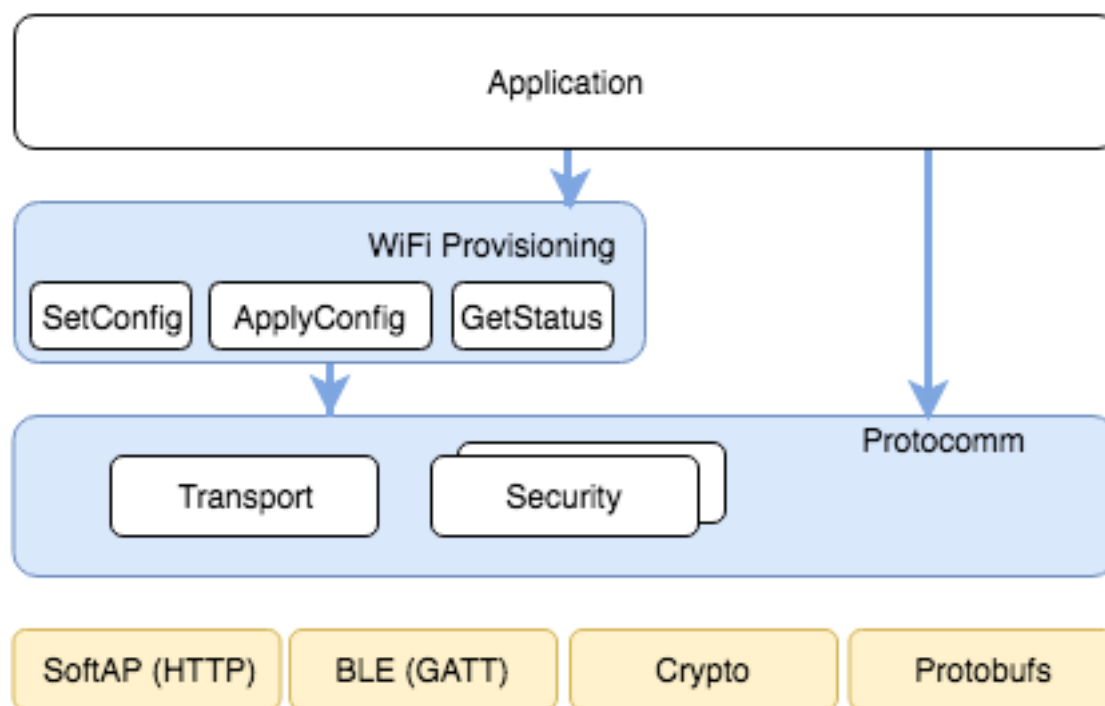 Application
WiFi Provisioning
SetConfig
ApplyConfig
GetStatus
Protocomm
Transport
Security
SoftAP (HTTP)
BLE (GATT)
Crypto
Protobufs